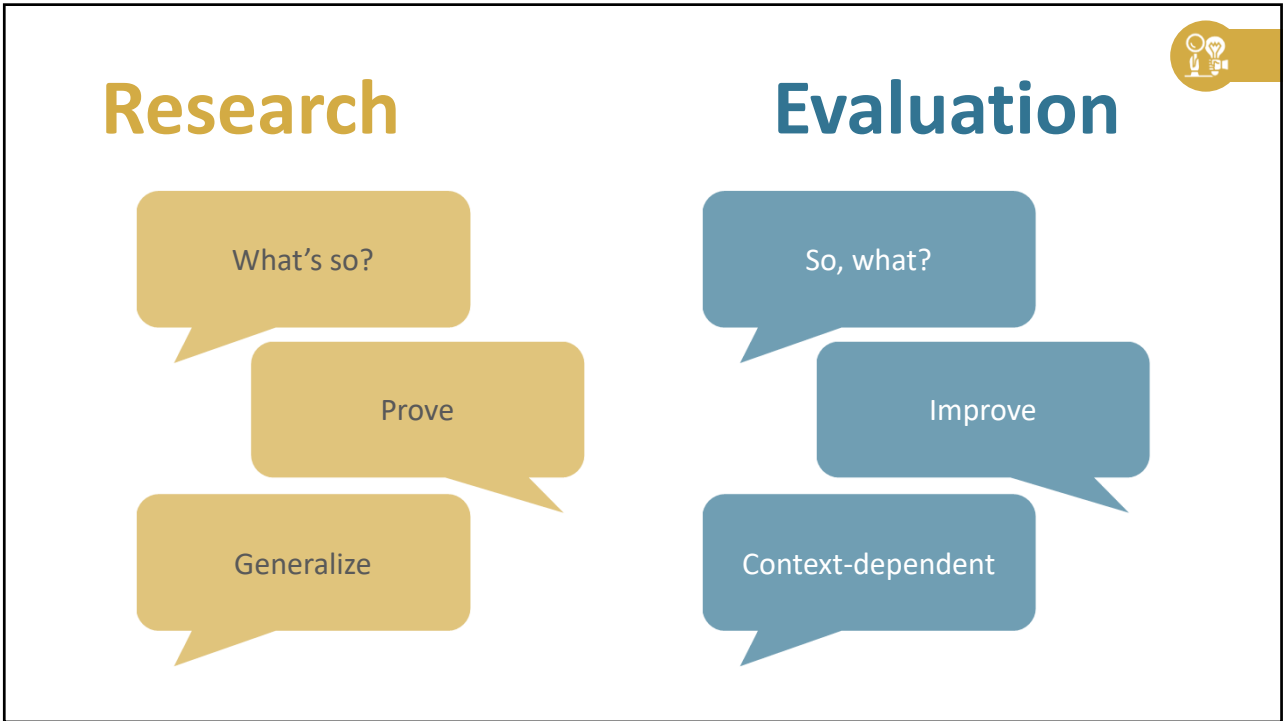 Research
What’s so?
Prove
Generalize
Evaluation
So, what?
Improve
Context-dependent